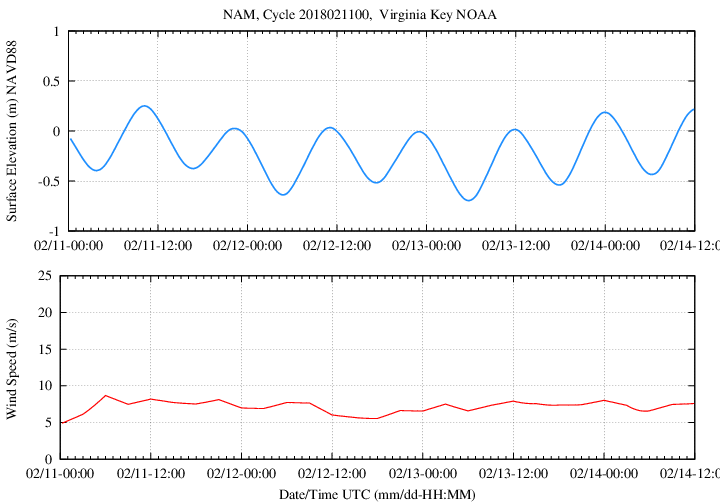 NAM, Cycle 2018021100,  Virginia Key NOAA
Surface Elevation (m) NAVD88
1
0.5
0
-0.5
-1
02/11-00:00 02/11-12:00 02/12-00:00 02/12-12:00 02/13-00:00 02/13-12:00 02/14-00:00 02/14-12:0
Wind Speed (m/s)
25
20
15
10
5
0
02/11-00:00 02/11-12:00 02/12-00:00 02/12-12:00 02/13-00:00 02/13-12:00 02/14-00:00 02/14-12:0
Date/Time UTC (mm/dd-HH:MM)